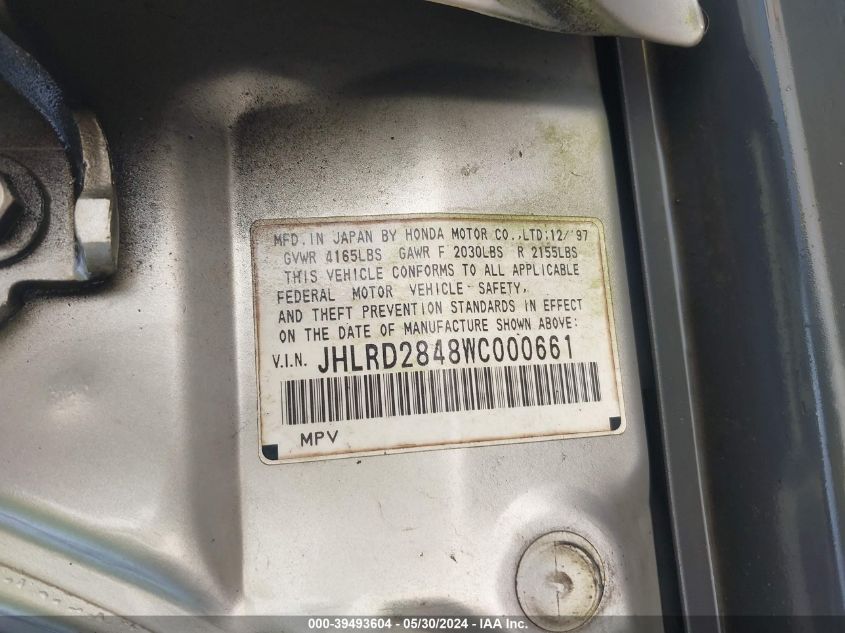 MFD. IN JAPAN BY HONDA MOTOR CO.,LTD:12/'97
GVWR 4165LBS GAWR F 2030LBS R 2155LBS
THIS VEHICLE CONFORMS TO ALL APPLICABLE
FEDERAL MOTOR VEHICLE SAFETY,
AND THEFT PREVENTION STANDARDS IN EFFECT
ON THE DATE OF MANUFACTURE SHOWN ABOVE:
V.I.N. JHLRD2848WC000661
MPV
000-39493604 - 05/30/2024 - IAA Inc.